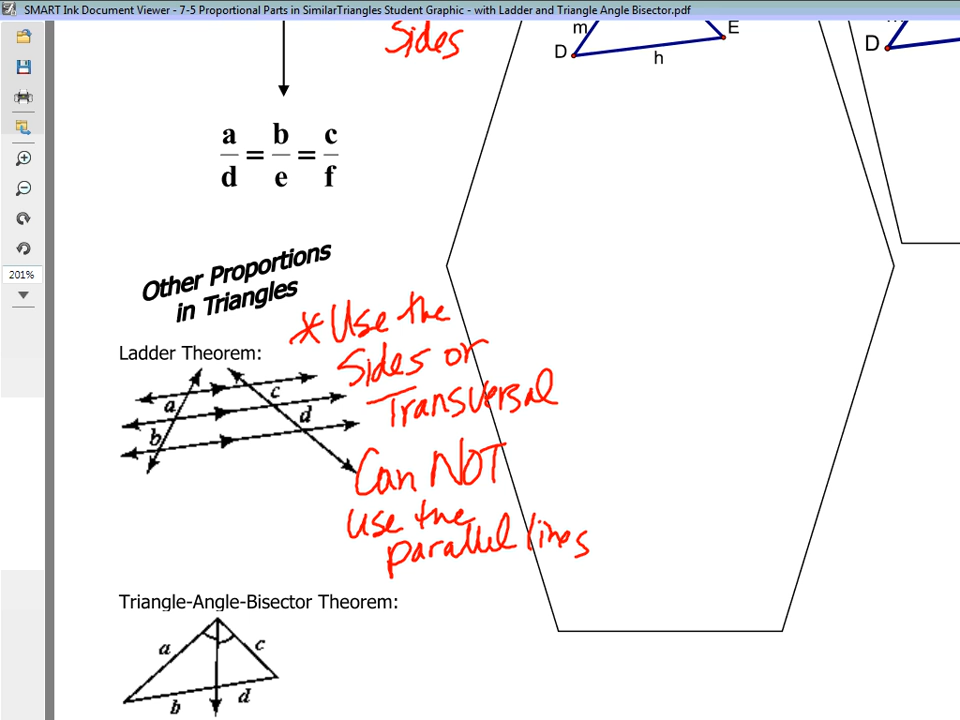 SMART Ink Document Viewer - 7-5 Proportional Parts in SimilarTriangles Student Graphic - with Ladder and Triangle Angle Bisector.pdf
Sides
m
E
D
h
D
a/d = b/e = c/f
201%
Other Proportions
in Triangles
*Use the
Sides or
Transversal
Ladder Theorem:
a
c
b
d
Can NOT
use the
parallel lines
Triangle-Angle-Bisector Theorem:
a
c
b
d